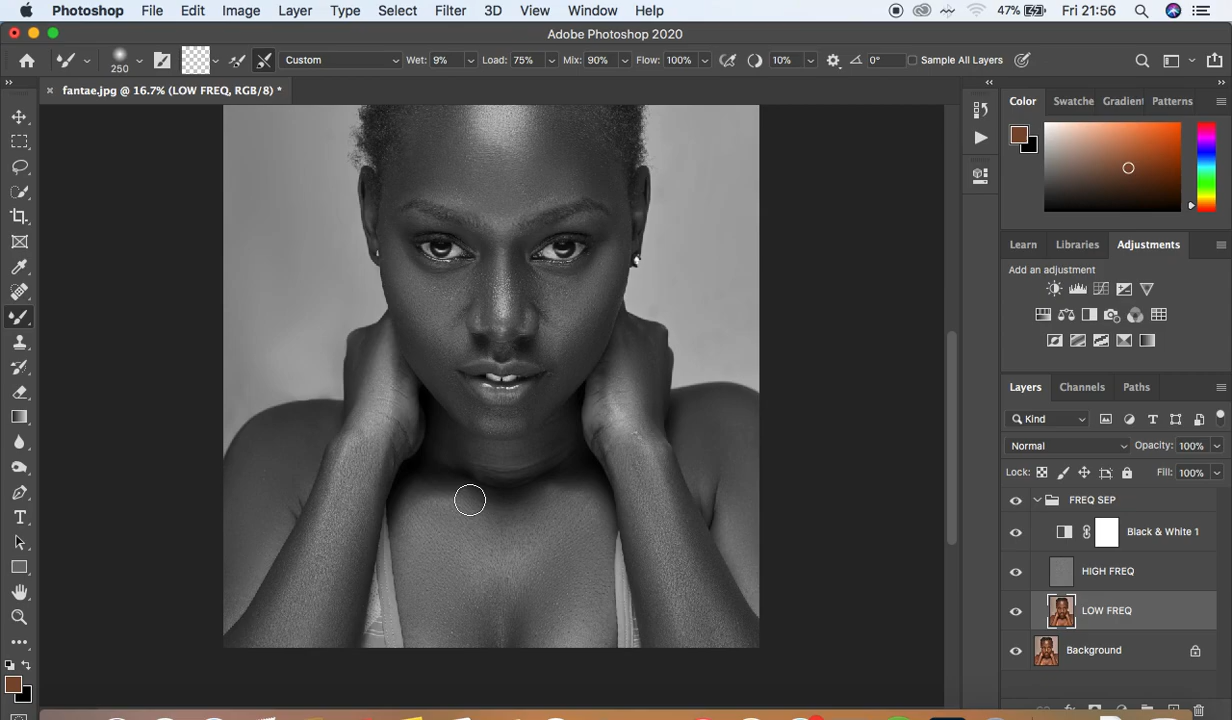 Photoshop File Edit Image Layer Type Select Filter 3D View Window Help 47% Fri 21:56
Adobe Photoshop 2020
250 Custom Wet: 9% Load: 75% Mix: 90% Flow: 100% 10% 0° Sample All Layers
fantae.jpg @ 16.7% (LOW FREQ, RGB/8) *
Color Swatche Gradient Patterns
Learn Libraries Adjustments
Add an adjustment
Layers Channels Paths
Kind
Normal Opacity: 100%
Lock: Fill: 100%
FREQ SEP
Black & White 1
HIGH FREQ
LOW FREQ
Background